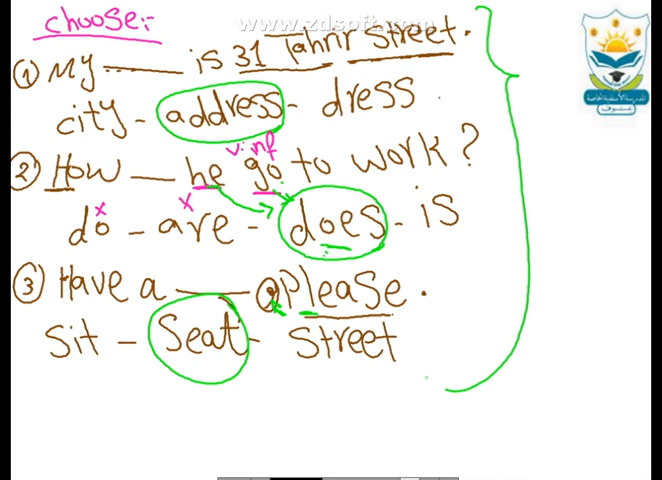 www.zdsoft.com
choose:-
① My ______ is 31 Tahrir Street.
city - address - dress
v. inf
② How ___ he go to work?
x x
do - are - does - is
③ Have a ____, Please.
Sit - Seat - Street